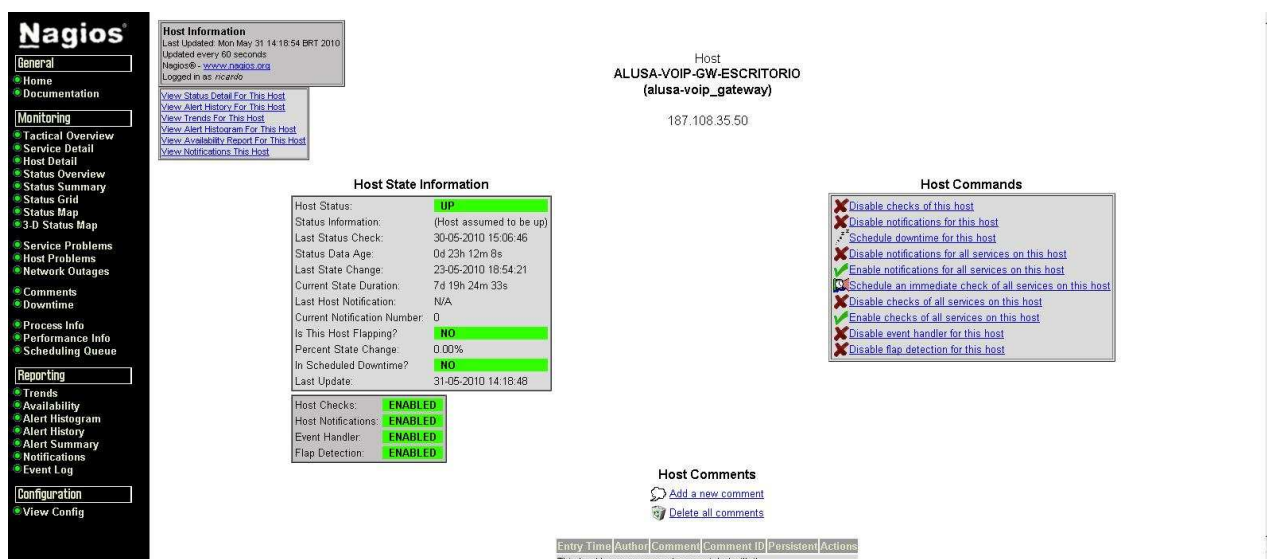 Nagios®
General
Home
Documentation
Monitoring
Tactical Overview
Service Detail
Host Detail
Status Overview
Status Summary
Status Grid
Status Map
3-D Status Map
Service Problems
Host Problems
Network Outages
Comments
Downtime
Process Info
Performance Info
Scheduling Queue
Reporting
Trends
Availability
Alert Histogram
Alert History
Alert Summary
Notifications
Event Log
Configuration
View Config
Host Information
Last Updated: Mon May 31 14:18:54 BRT 2010
Updated every 60 seconds
Nagios® - www.nagios.org
Logged in as ricardo
View Status Detail For This Host
View Alert History For This Host
View Trends For This Host
View Alert Histogram For This Host
View Availability Report For This Host
View Notifications This Host
Host
ALUSA-VOIP-GW-ESCRITORIO
(alusa-voip_gateway)
187.108.35.50
Host State Information
Host Status: UP
Status Information: (Host assumed to be up)
Last Status Check: 30-05-2010 15:06:46
Status Data Age: 0d 23h 12m 8s
Last State Change: 23-05-2010 18:54:21
Current State Duration: 7d 19h 24m 33s
Last Host Notification: N/A
Current Notification Number: 0
Is This Host Flapping? NO
Percent State Change: 0.00%
In Scheduled Downtime? NO
Last Update: 31-05-2010 14:18:48
Host Checks: ENABLED
Host Notifications: ENABLED
Event Handler: ENABLED
Flap Detection: ENABLED
Host Commands
Disable checks of this host
Disable notifications for this host
Schedule downtime for this host
Disable notifications for all services on this host
Enable notifications for all services on this host
Schedule an immediate check of all services on this host
Disable checks of all services on this host
Enable checks of all services on this host
Disable event handler for this host
Disable flap detection for this host
Host Comments
Add a new comment
Delete all comments
Entry Time Author Comment Comment ID Persistent Actions